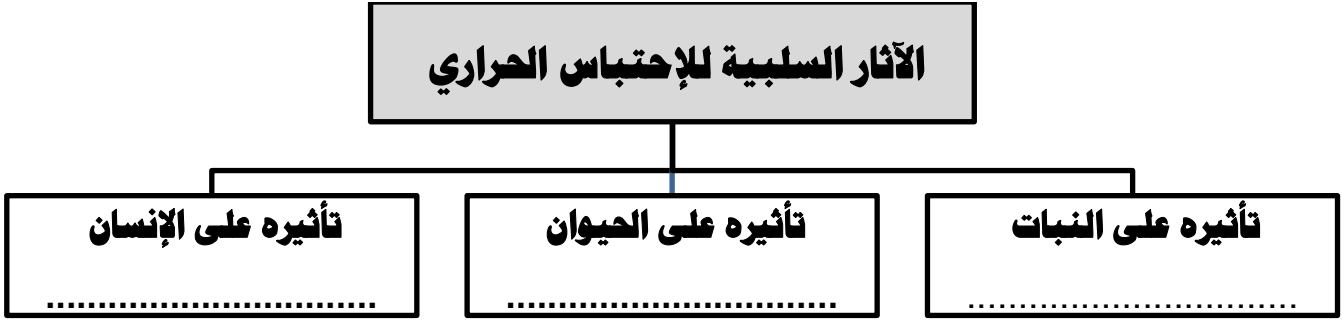 الآثار السلبية للإحتباس الحراري
تأثيره على النبات
..............................
تأثيره على الحيوان
..............................
تأثيره على الإنسان
..............................